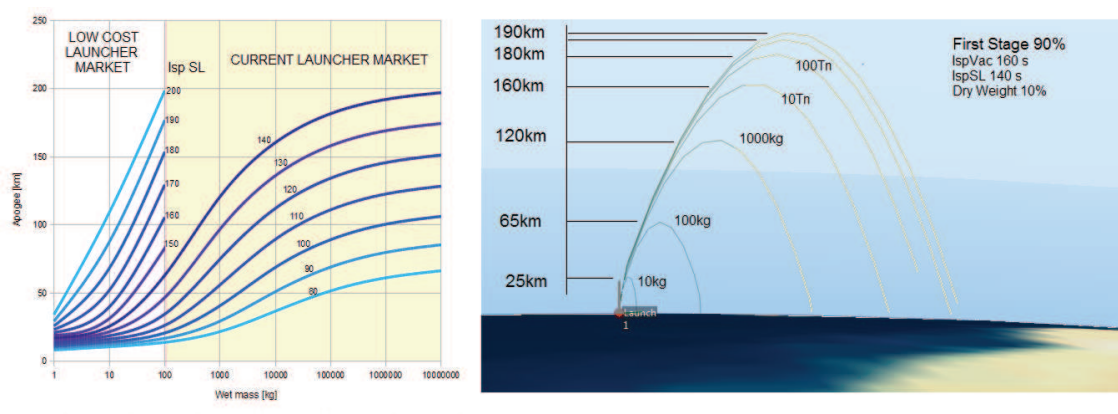 250
200
150
100
50
0
Apogee [km]
LOW COST
LAUNCHER
MARKET
Isp SL
CURRENT LAUNCHER MARKET
200
190
180
170
160
150
140
130
120
110
100
90
80
1 10 100 1000 10000 100000 1000000 10000000
Wet mass [kg]
190km
180km
160km
120km
65km
25km
100Tn
10Tn
1000kg
100kg
10kg
Launch
1
First Stage 90%
IspVac 160 s
IspSL 140 s
Dry Weight 10%